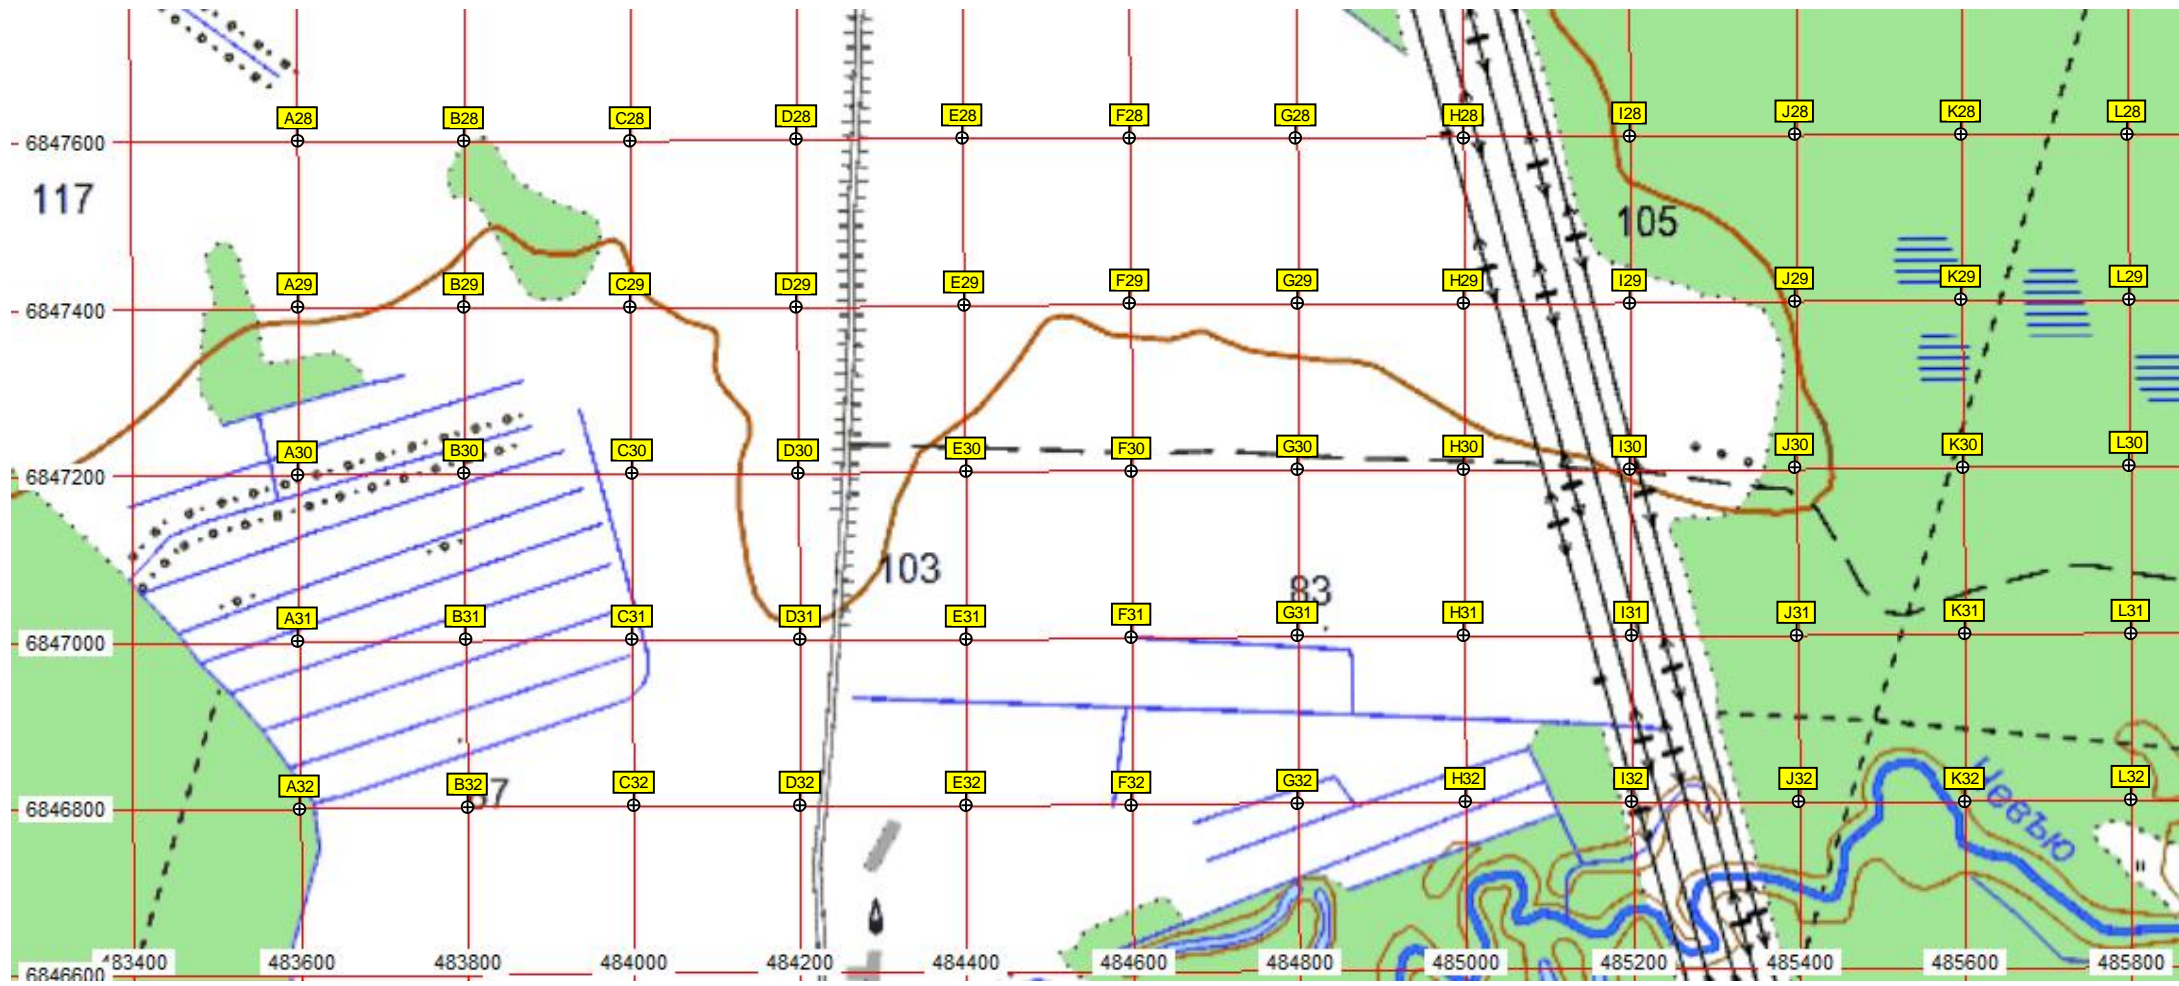 A28 B28 C28 D28 E28 F28 G28 H28 I28 J28 K28 L28
6847600
117
105
A29 B29 C29 D29 E29 F29 G29 H29 I29 J29 K29 L29
6847400
A30 B30 C30 D30 E30 F30 G30 H30 I30 J30 K30 L30
6847200
103
83
A31 B31 C31 D31 E31 F31 G31 H31 I31 J31 K31 L31
6847000
A32 B32 C32 D32 E32 F32 G32 H32 I32 J32 K32 L32
6846800
Чевъю
483400 483600 483800 484000 484200 484400 484600 484800 485000 485200 485400 485600 485800
6846600